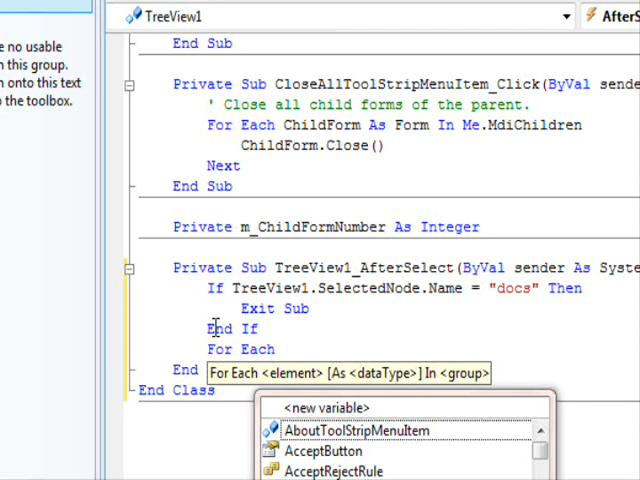 TreeView1
AfterS
e no usable
n this group.
n onto this text
o the toolbox.
End Sub
Private Sub CloseAllToolStripMenuItem_Click(ByVal sende
' Close all child forms of the parent.
For Each ChildForm As Form In Me.MdiChildren
ChildForm.Close()
Next
End Sub
Private m_ChildFormNumber As Integer
Private Sub TreeView1_AfterSelect(ByVal sender As Syste
If TreeView1.SelectedNode.Name = "docs" Then
Exit Sub
End If
For Each
End
For Each <element> [As <dataType>] In <group>
End Class
<new variable>
AboutToolStripMenuItem
AcceptButton
AcceptRejectRule